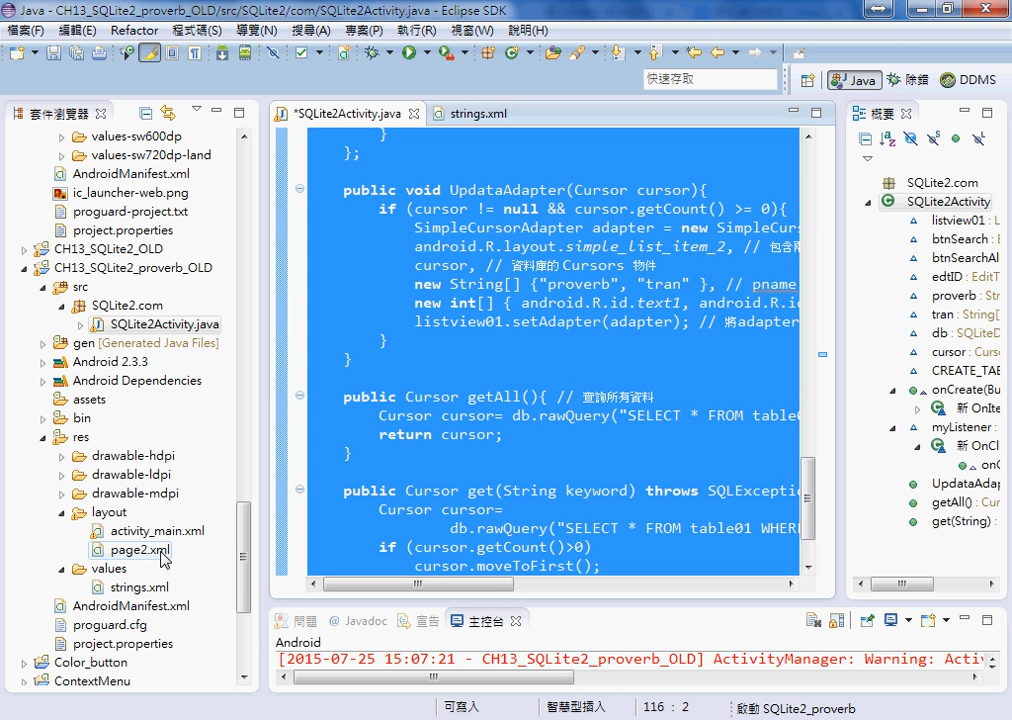 Java - CH13_SQLite2_proverb_OLD/src/SQLite2/com/SQLite2Activity.java - Eclipse SDK
檔案(F) 編輯(E) Refactor 程式碼(S) 導覽(N) 搜尋(A) 專案(P) 執行(R) 視窗(W) 說明(H)
快速存取
Java 除錯 DDMS
套件瀏覽器
*SQLite2Activity.java strings.xml
概要
values-sw600dp
values-sw720dp-land
AndroidManifest.xml
ic_launcher-web.png
proguard-project.txt
project.properties
CH13_SQLite2_OLD
CH13_SQLite2_proverb_OLD
src
SQLite2.com
SQLite2Activity.java
gen [Generated Java Files]
Android 2.3.3
Android Dependencies
assets
bin
res
drawable-hdpi
drawable-ldpi
drawable-mdpi
layout
activity_main.xml
page2.xml
values
strings.xml
AndroidManifest.xml
proguard.cfg
project.properties
Color_button
ContextMenu
}
};
public void UpdataAdapter(Cursor cursor){
if (cursor != null && cursor.getCount() >= 0){
SimpleCursorAdapter adapter = new SimpleCurs
android.R.layout.simple_list_item_2, // 包含
cursor, // 資料庫的 Cursors 物件
new String[] {"proverb", "tran" }, // pname
new int[] { android.R.id.text1, android.R.i
listview01.setAdapter(adapter); // 將adapter
}
}
public Cursor getAll(){ // 查詢所有資料
Cursor cursor= db.rawQuery("SELECT * FROM table
return cursor;
}
public Cursor get(String keyword) throws SQLExcepti
Cursor cursor=
db.rawQuery("SELECT * FROM table01 WHER
if (cursor.getCount()>0)
cursor.moveToFirst();
SQLite2.com
SQLite2Activity
listview01 : L
btnSearch :
btnSearchAl
edtID : EditT
proverb : Str
tran : String[
db : SQLiteD
cursor : Curs
CREATE_TAB
onCreate(Bu
新 OnIte
myListener :
新 OnCl
onC
UpdataAdap
getAll() : Cur
get(String) :
問題 @ Javadoc 宣告 主控台
Android
[2015-07-25 15:07:21 - CH13_SQLite2_proverb_OLD] ActivityManager: Warning: Activ
可寫入 智慧型插入 116 : 2 啟動 SQLite2_proverb